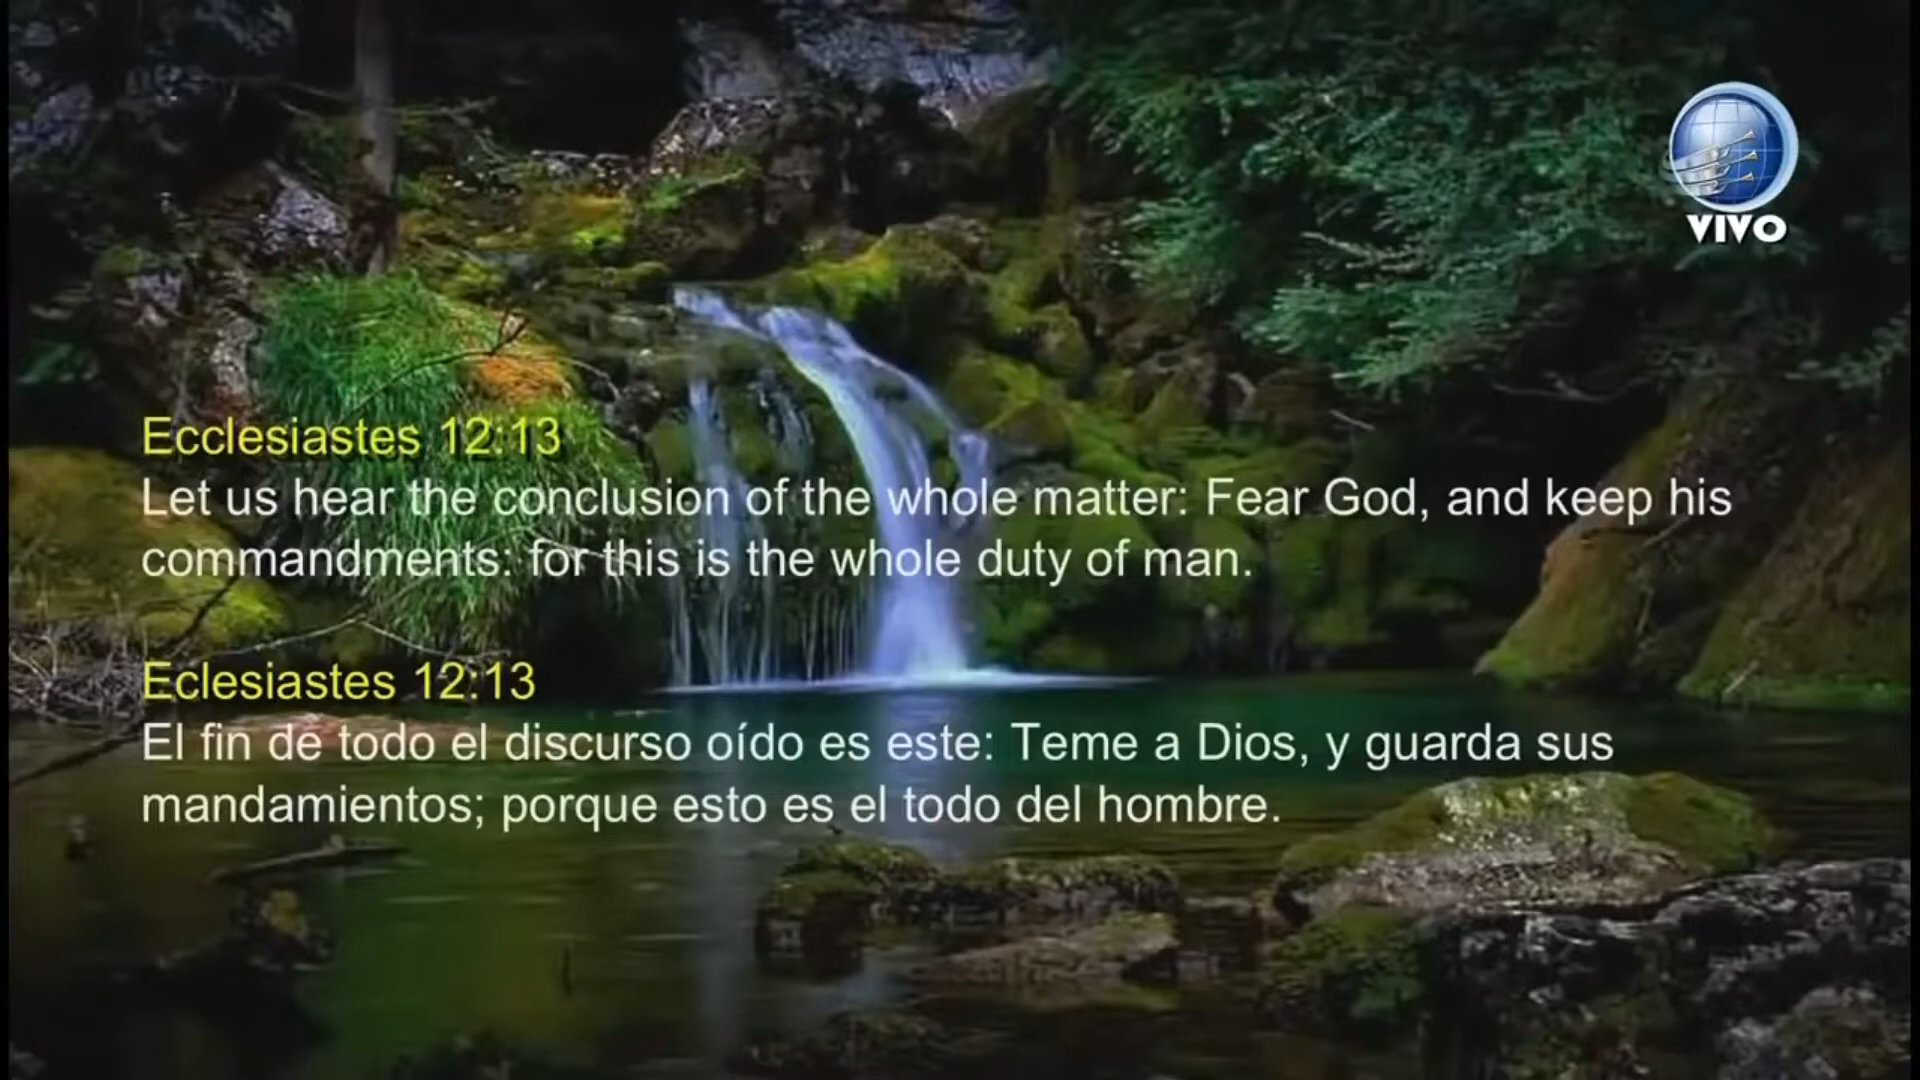 VIVO
Ecclesiastes 12:13
Let us hear the conclusion of the whole matter: Fear God, and keep his
commandments: for this is the whole duty of man.
Eclesiastes 12:13
El fin de todo el discurso oído es este: Teme a Dios, y guarda sus
mandamientos; porque esto es el todo del hombre.